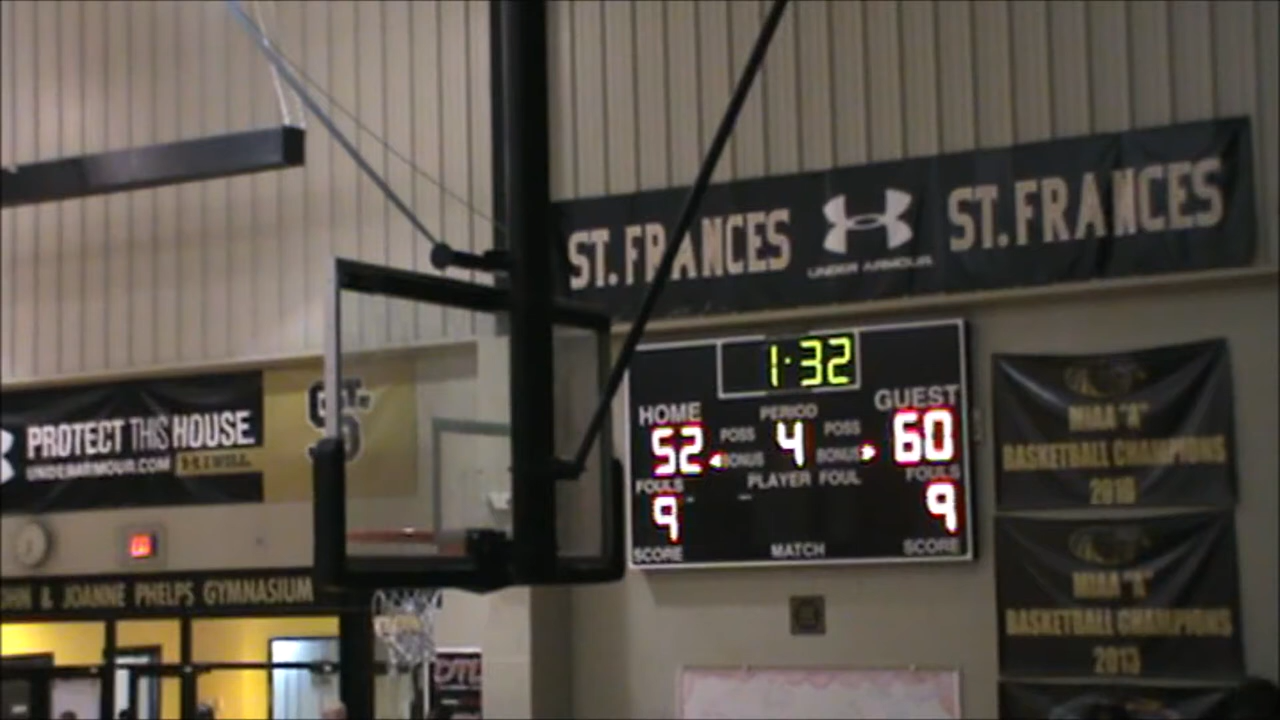 ST. FRANCES UNDER ARMOUR ST. FRANCES
1:32
HOME PERIOD GUEST
52 POSS 4 POSS 60
BONUS BONUS
FOULS PLAYER FOUL FOULS
9 9
SCORE MATCH SCORE
PROTECT THIS HOUSE.
UNDERARMOUR.COM I WILL
& JOANNE PHELPS GYMNASIUM
MIAA "A"
BASKETBALL CHAMPIONS
MIAA "A"
BASKETBALL CHAMPIONS